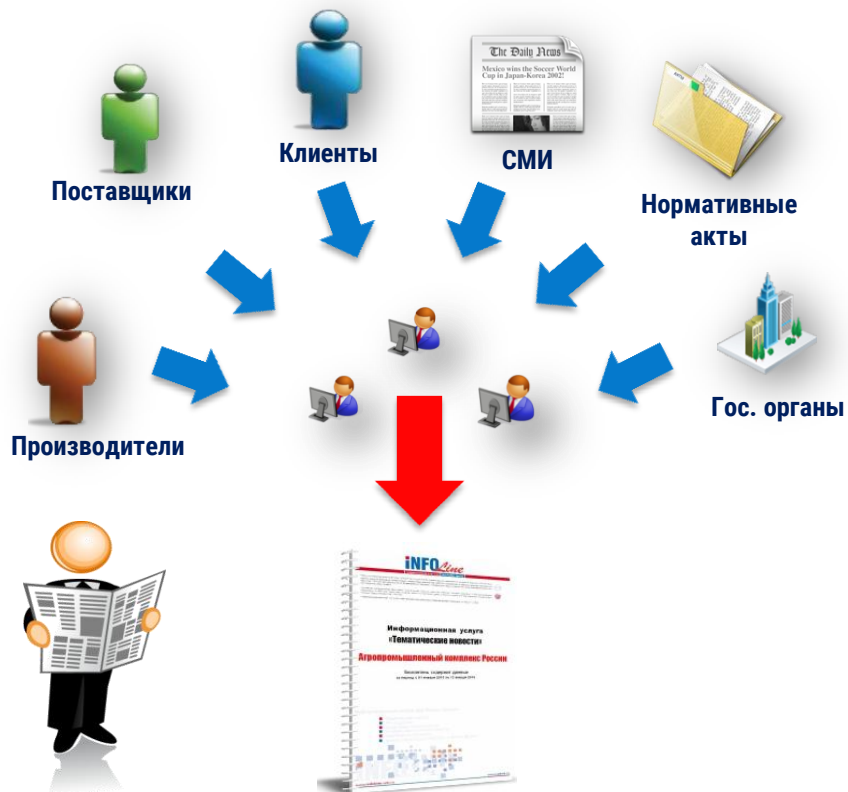 The Daily News
Mexico wins the Soccer World
Cup in Japan-Korea 2002!
Клиенты
СМИ
Поставщики
Нормативные
акты
Гос. органы
Производители
iNFOLine
Информационная услуга
«Тематические новости»
Агропромышленный комплекс России